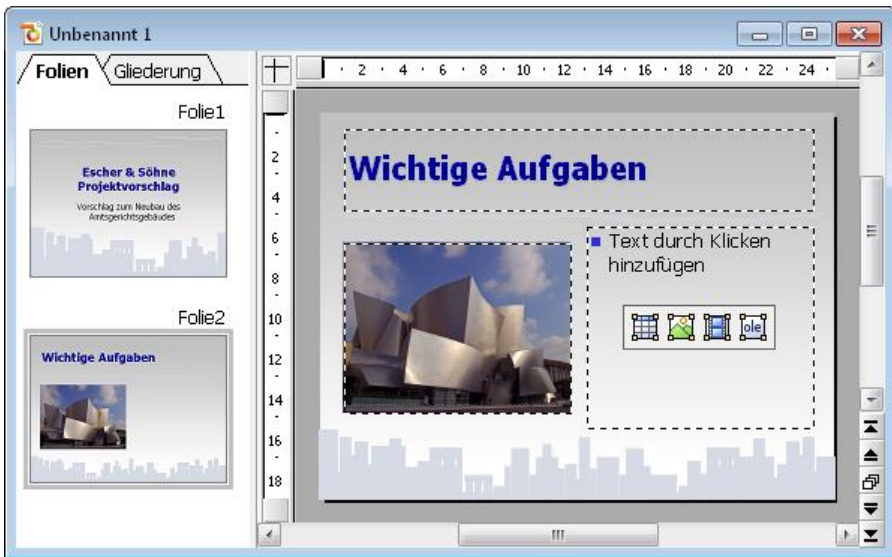 Unbenannt 1
Folien Gliederung
2 4 6 8 10 12 14 16 18 20 22 24
Folie1
Escher & Söhne
Projektvorschlag
Vorschlag zum Neubau des
Amtsgerichtsgebäudes
Folie2
Wichtige Aufgaben
2
4
6
8
10
12
14
16
18
Wichtige Aufgaben
Text durch Klicken
hinzufügen
ole